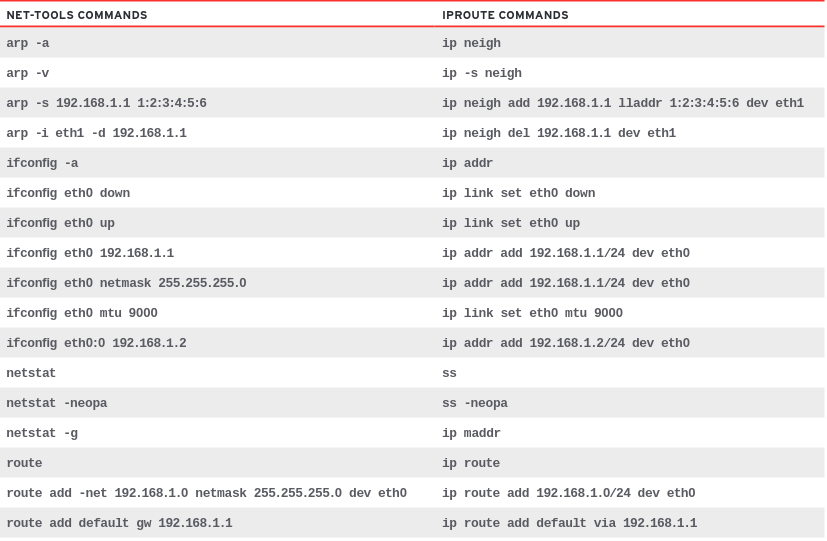 NET-TOOLS COMMANDS IPROUTE COMMANDS
arp -a ip neigh
arp -v ip -s neigh
arp -s 192.168.1.1 1:2:3:4:5:6 ip neigh add 192.168.1.1 lladdr 1:2:3:4:5:6 dev eth1
arp -i eth1 -d 192.168.1.1 ip neigh del 192.168.1.1 dev eth1
ifconfig -a ip addr
ifconfig eth0 down ip link set eth0 down
ifconfig eth0 up ip link set eth0 up
ifconfig eth0 192.168.1.1 ip addr add 192.168.1.1/24 dev eth0
ifconfig eth0 netmask 255.255.255.0 ip addr add 192.168.1.1/24 dev eth0
ifconfig eth0 mtu 9000 ip link set eth0 mtu 9000
ifconfig eth0:0 192.168.1.2 ip addr add 192.168.1.2/24 dev eth0
netstat ss
netstat -neopa ss -neopa
netstat -g ip maddr
route ip route
route add -net 192.168.1.0 netmask 255.255.255.0 dev eth0 ip route add 192.168.1.0/24 dev eth0
route add default gw 192.168.1.1 ip route add default via 192.168.1.1